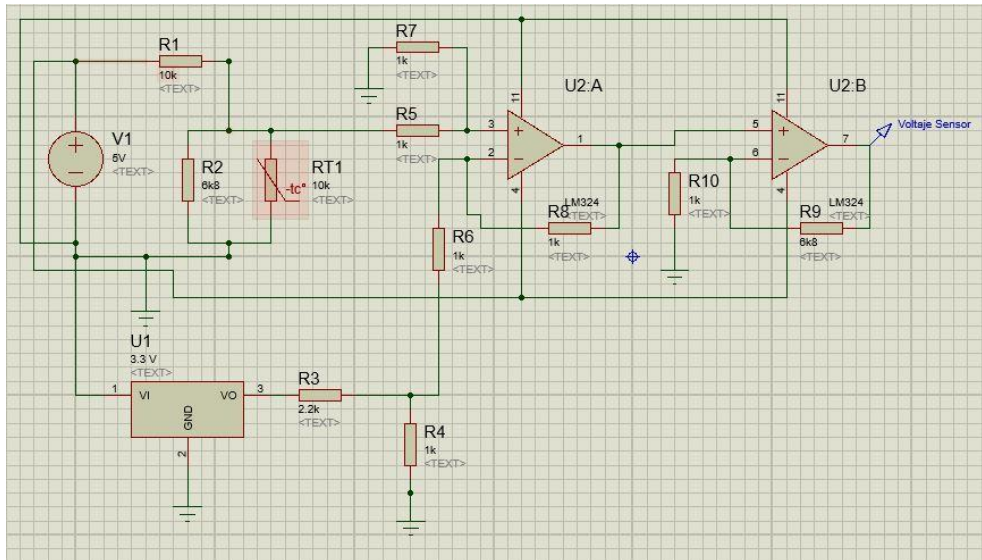 R1
10k
<TEXT>
V1
5V
<TEXT>
R2
6k8
<TEXT>
-tc°
RT1
10k
<TEXT>
R7
1k
<TEXT>
R5
1k
<TEXT>
R6
1k
<TEXT>
U2:A
11
3
2
1
4
LM324
<TEXT>
R8
1k
<TEXT>
U2:B
11
5
6
7
4
LM324
<TEXT>
Voltaje Sensor
R10
1k
<TEXT>
R9
6k8
<TEXT>
U1
3.3 V
<TEXT>
1
VI
VO
3
GND
2
R3
2.2k
<TEXT>
R4
1k
<TEXT>